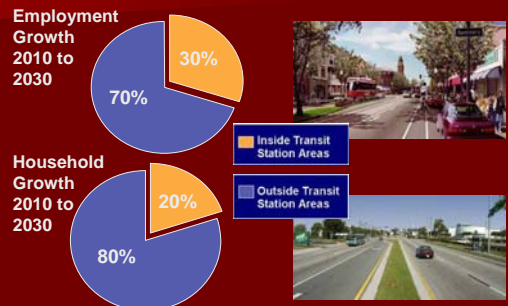 Employment
Growth
2010 to
2030
30%
70%
Inside Transit
Station Areas
Household
Growth
2010 to
2030
Outside Transit
Station Areas
20%
80%